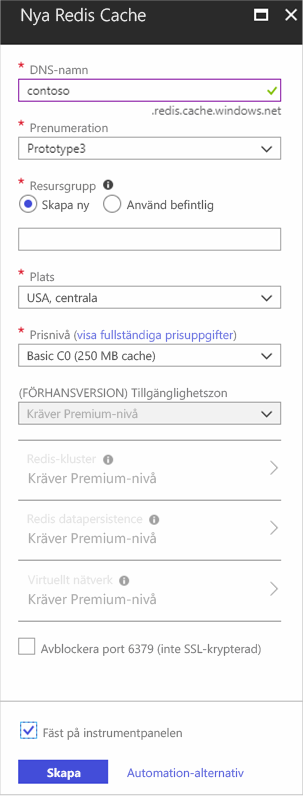 Nya Redis Cache
* DNS-namn
contoso
.redis.cache.windows.net
* Prenumeration
Prototype3
* Resursgrupp
Skapa ny Använd befintlig
* Plats
USA, centrala
* Prisnivå (visa fullständiga prisuppgifter)
Basic C0 (250 MB cache)
(FÖRHANSVERSION) Tillgänglighetszon
Kräver Premium-nivå
Redis-kluster
Kräver Premium-nivå
Redis datapersistence
Kräver Premium-nivå
Virtuellt nätverk
Kräver Premium-nivå
Avblockera port 6379 (inte SSL-krypterad)
Fäst på instrumentpanelen
Skapa Automation-alternativ